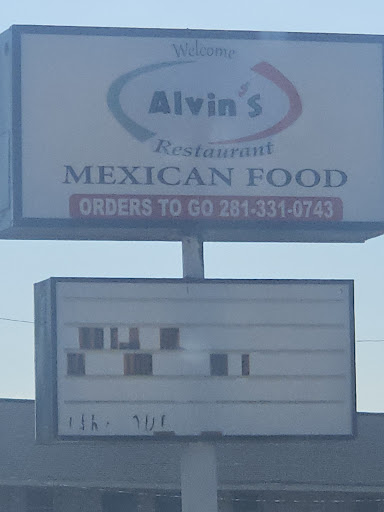 Welcome
Alvin's
Restaurant
MEXICAN FOOD
ORDERS TO GO 281-331-0743